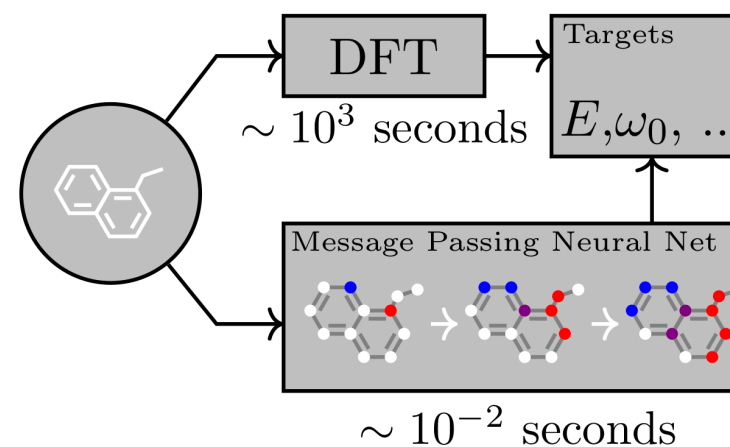 DFT
Targets
∼ 10³ seconds
E,ω₀, ..
Message Passing Neural Net
∼ 10⁻² seconds